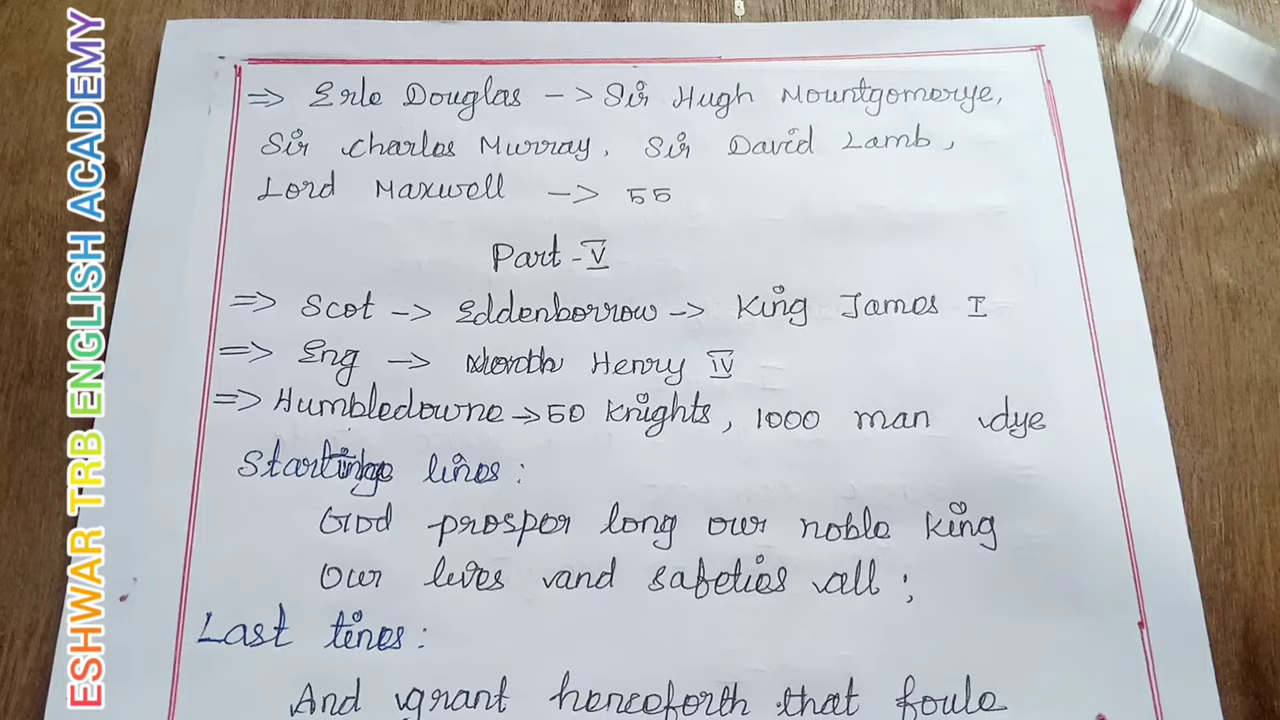 ESHWAR TRB ENGLISH ACADEMY
=> Erle Douglas -> Sir Hugh Mountgomerye,
Sir Charles Murray, Sir David Lamb,
Lord Maxwell -> 55
Part - V
=> Scot -> Eddenborrow -> King James I
=> Eng -> Henry IV
=> Humbledowne -> 50 Knights, 1000 man dye
Starting lines:
God prosper long our noble king
Our lives and safeties all;
Last lines:
And grant henceforth that foule